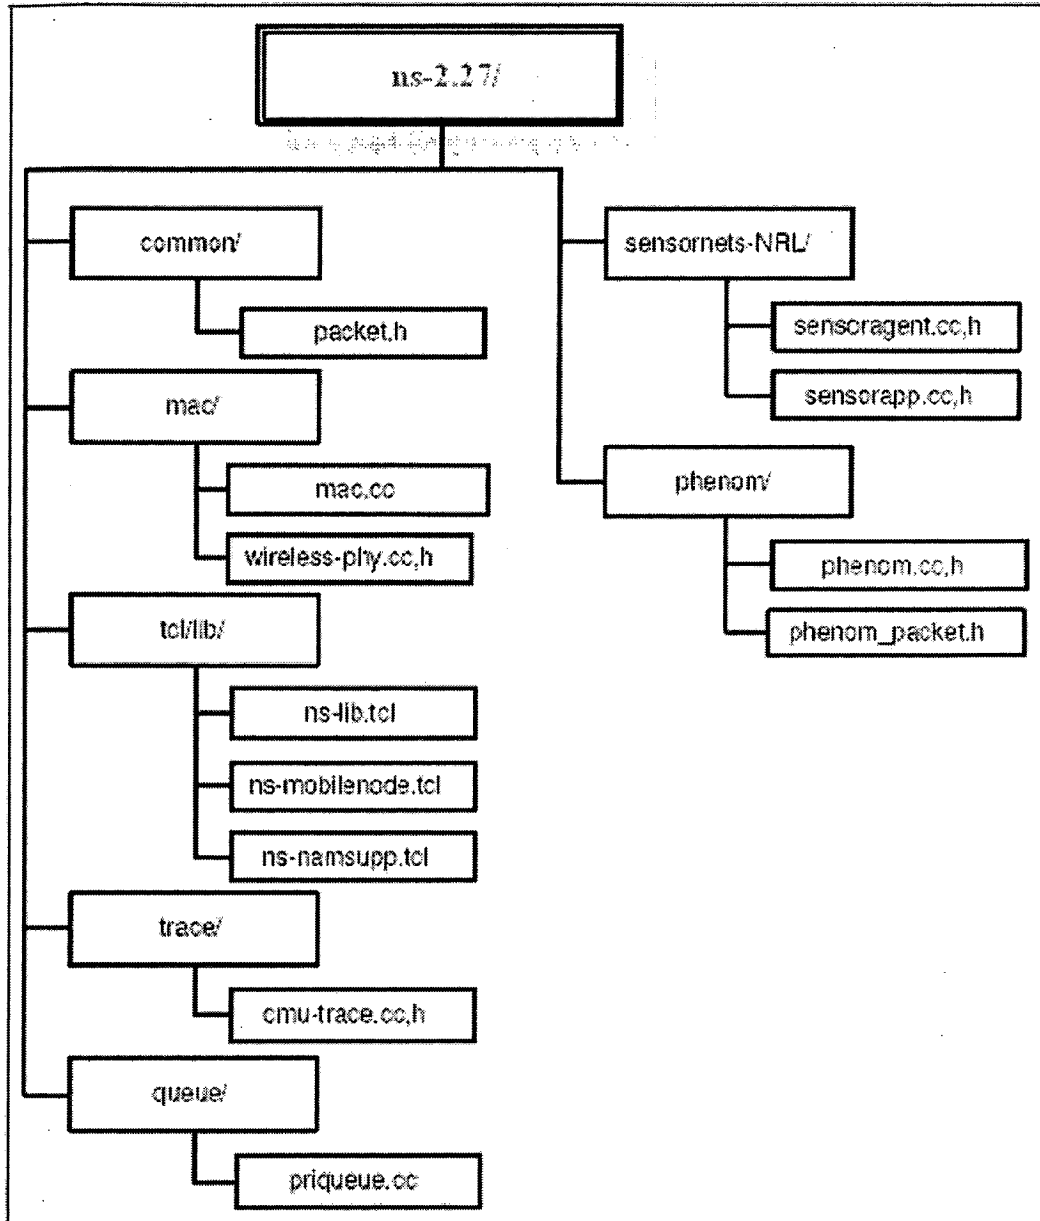 ns-2.27/
common/
packet.h
mac/
mac.cc
wireless-phy.cc,h
tcl/lib/
ns-lib.tcl
ns-mobilenode.tcl
ns-namsupp.tcl
trace/
cmu-trace.cc,h
queue/
priqueue.cc
sensornets-NRL/
sensoragent.cc,h
sensorapp.cc,h
phenom/
phenom.cc,h
phenom_packet.h